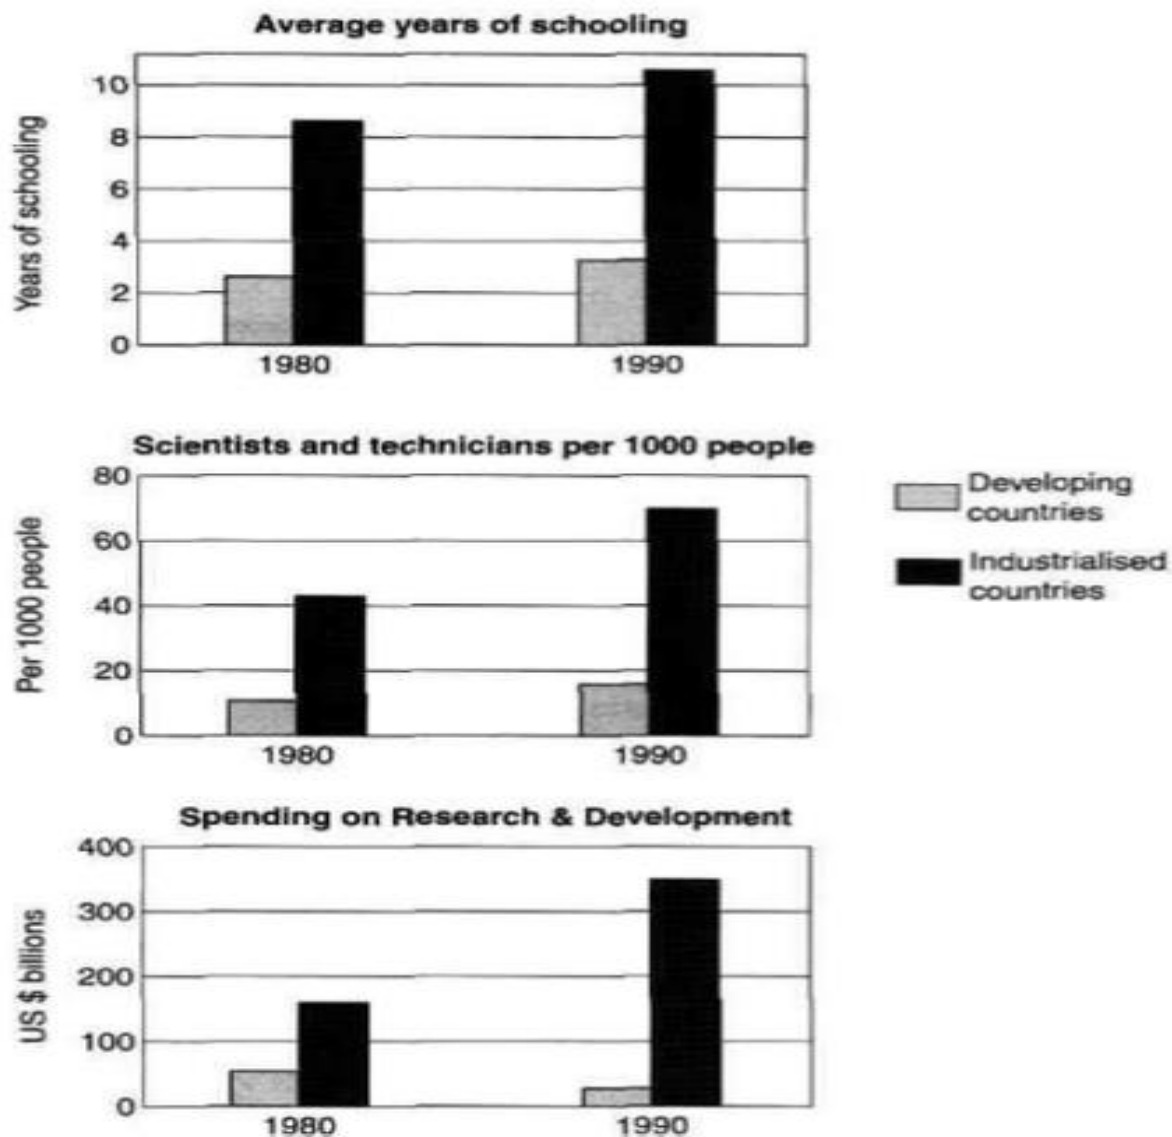 Average years of schooling
Years of schooling
10
8
6
4
2
0
1980
1990
Scientists and technicians per 1000 people
Per 1000 people
80
60
40
20
0
1980
1990
Developing
countries
Industrialised
countries
Spending on Research & Development
US $ billions
400
300
200
100
0
1980
1990